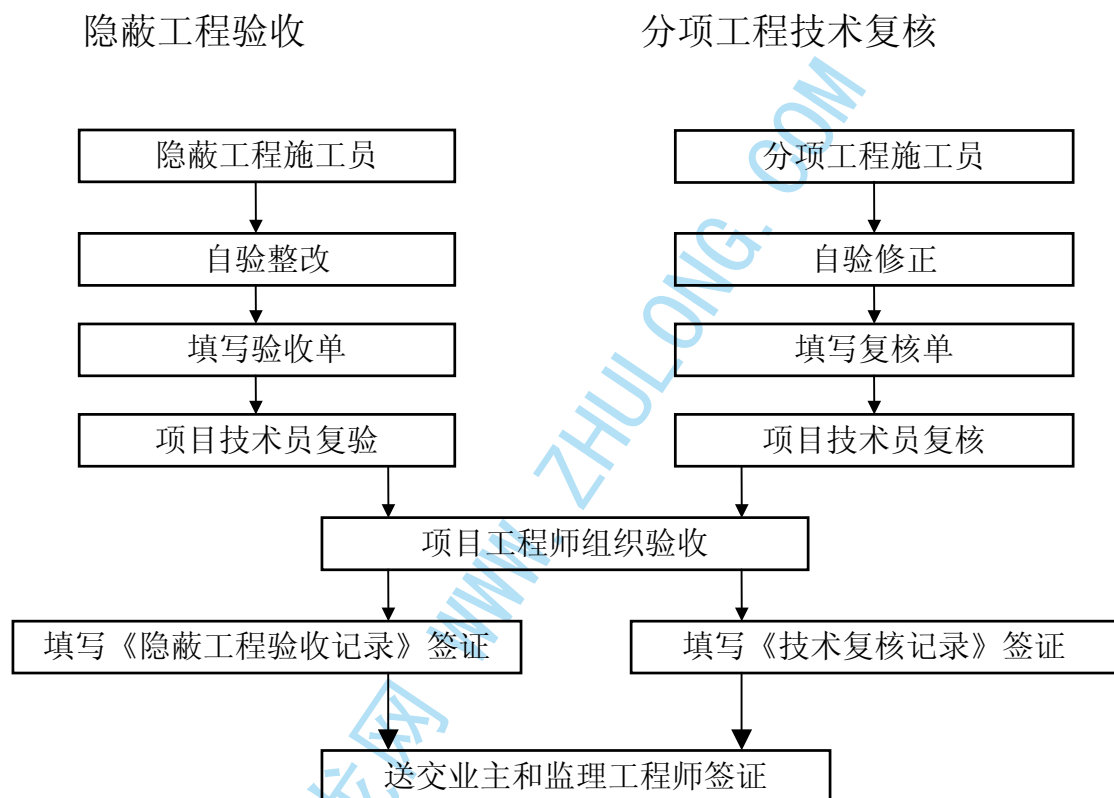 隐蔽工程验收
分项工程技术复核
隐蔽工程施工员
分项工程施工员
自验整改
自验修正
填写验收单
填写复核单
项目技术员复验
项目技术员复核
项目工程师组织验收
填写《隐蔽工程验收记录》签证
填写《技术复核记录》签证
送交业主和监理工程师签证
龙网 WWW.ZHULONG.COM